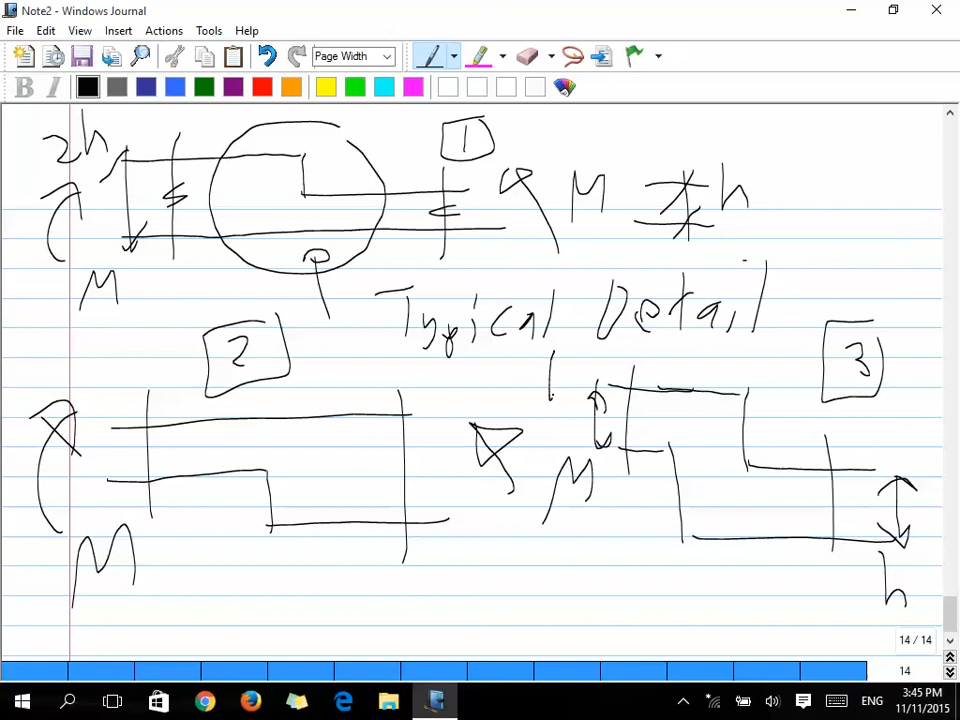 Note2 - Windows Journal
File Edit View Insert Actions Tools Help
Page Width
B I
2h
1
M
h
M
Typical Detail
2
3
h
M
M
h
14 / 14
14
ENG
3:45 PM
11/11/2015